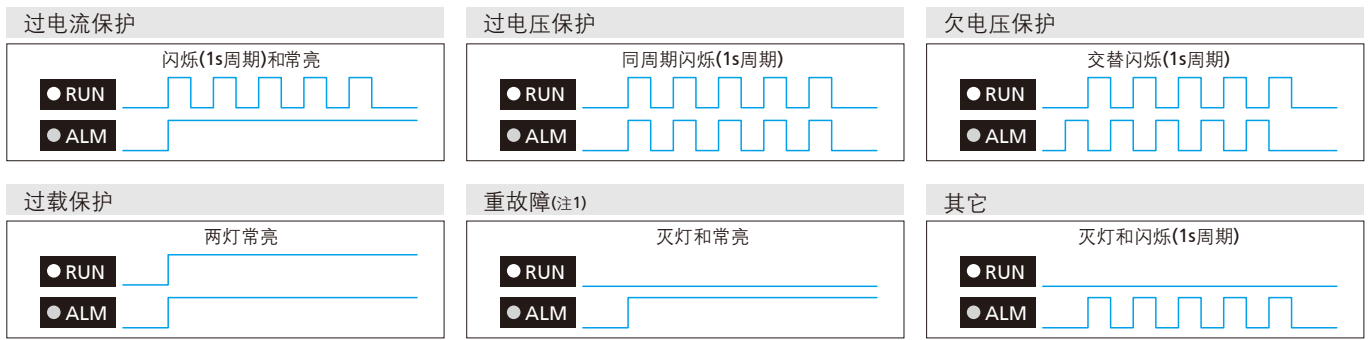 过电流保护
闪烁(1s周期)和常亮
RUN
ALM
过电压保护
同周期闪烁(1s周期)
RUN
ALM
欠电压保护
交替闪烁(1s周期)
RUN
ALM
过载保护
两灯常亮
RUN
ALM
重故障(注1)
灭灯和常亮
RUN
ALM
其它
灭灯和闪烁(1s周期)
RUN
ALM